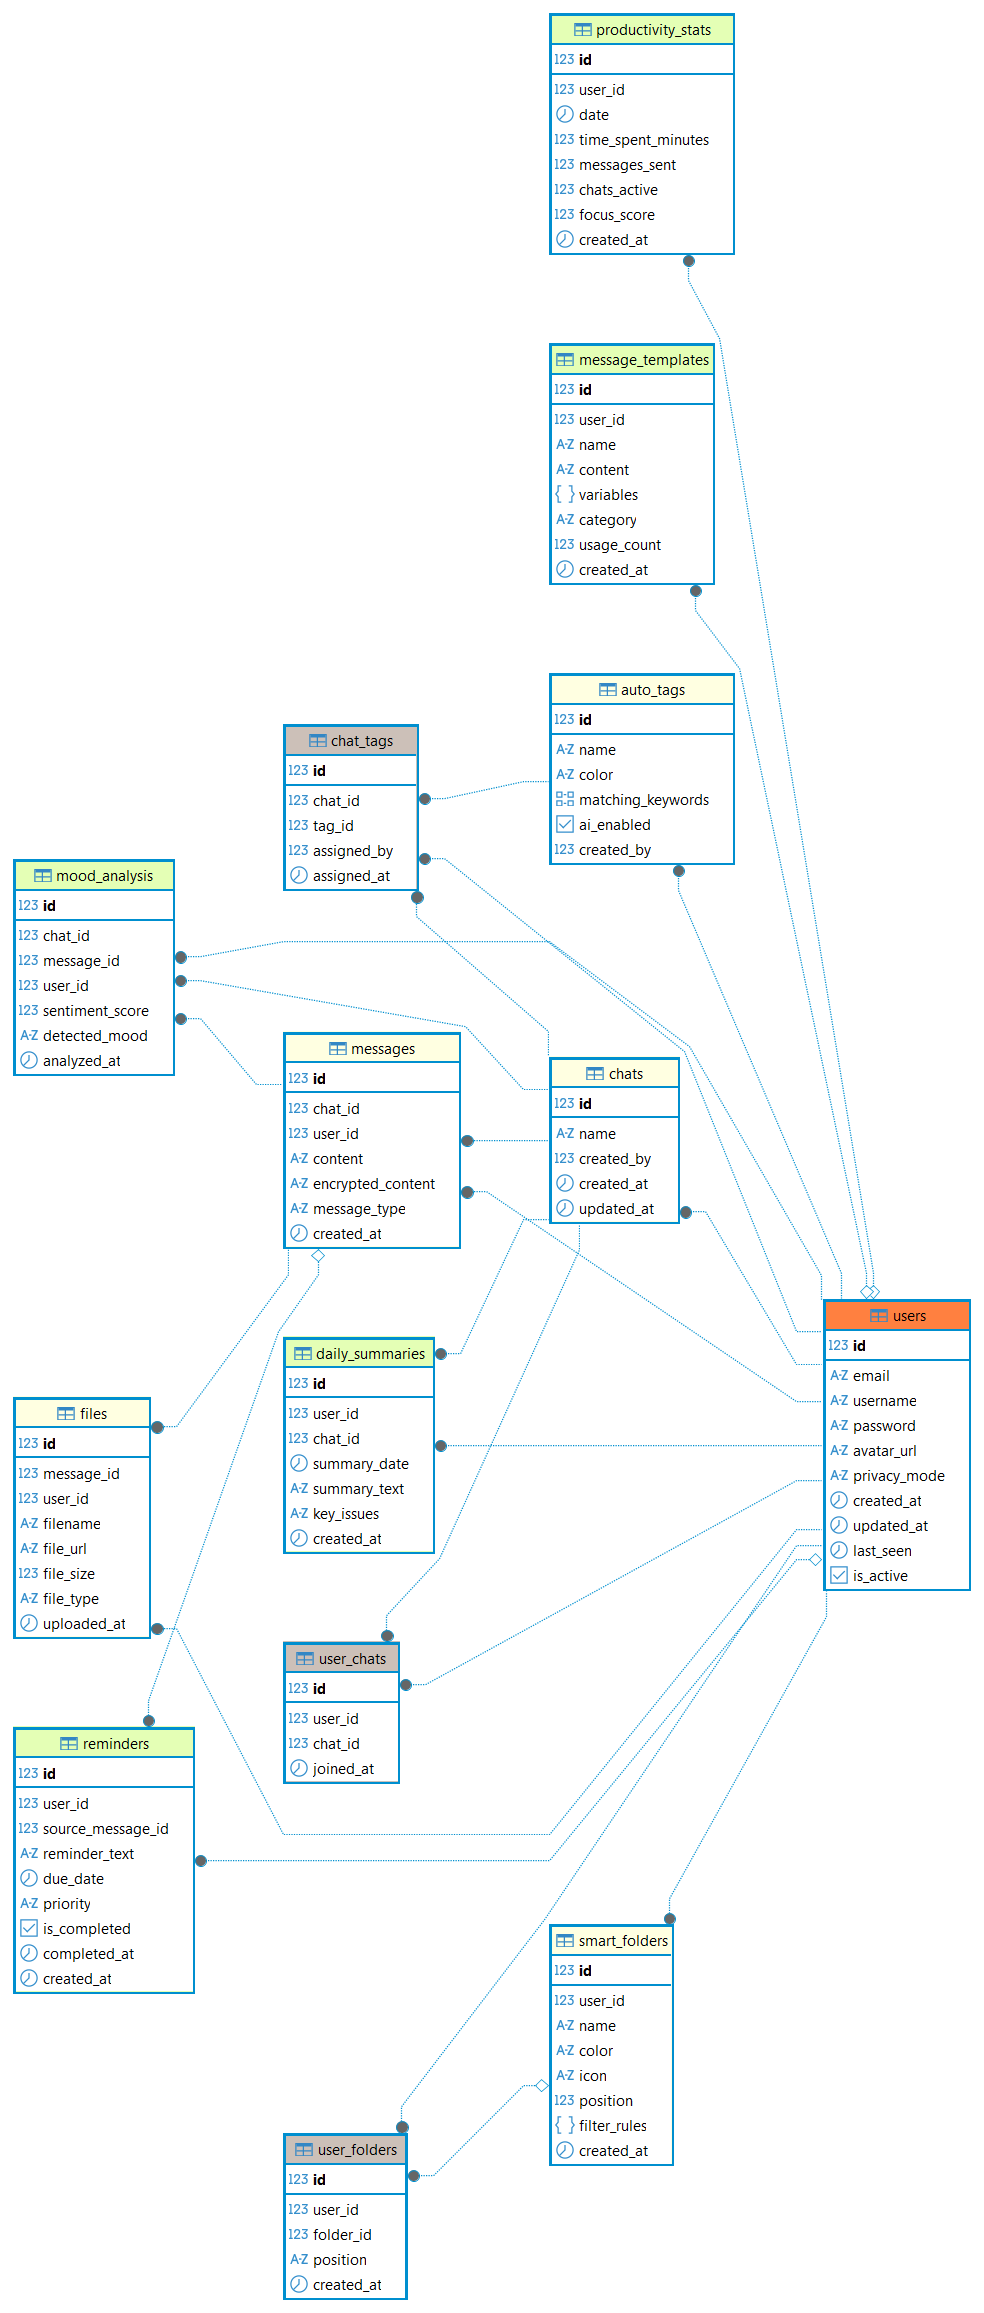 productivity_stats
123 id
123 user_id
date
123 time_spent_minutes
123 messages_sent
123 chats_active
123 focus_score
created_at
message_templates
123 id
123 user_id
A-Z name
A-Z content
{ } variables
A-Z category
123 usage_count
created_at
auto_tags
123 id
A-Z name
A-Z color
matching_keywords
ai_enabled
123 created_by
chat_tags
123 id
123 chat_id
123 tag_id
123 assigned_by
assigned_at
mood_analysis
123 id
123 chat_id
123 message_id
123 user_id
123 sentiment_score
A-Z detected_mood
analyzed_at
messages
123 id
123 chat_id
123 user_id
A-Z content
A-Z encrypted_content
A-Z message_type
created_at
chats
123 id
A-Z name
123 created_by
created_at
updated_at
users
123 id
A-Z email
A-Z username
A-Z password
A-Z avatar_url
A-Z privacy_mode
created_at
updated_at
last_seen
is_active
daily_summaries
123 id
123 user_id
123 chat_id
summary_date
A-Z summary_text
A-Z key_issues
created_at
files
123 id
123 message_id
123 user_id
A-Z filename
A-Z file_url
123 file_size
A-Z file_type
uploaded_at
user_chats
123 id
123 user_id
123 chat_id
joined_at
reminders
123 id
123 user_id
123 source_message_id
A-Z reminder_text
due_date
A-Z priority
is_completed
completed_at
created_at
smart_folders
123 id
123 user_id
A-Z name
A-Z color
A-Z icon
123 position
{ } filter_rules
created_at
user_folders
123 id
123 user_id
123 folder_id
A-Z position
created_at